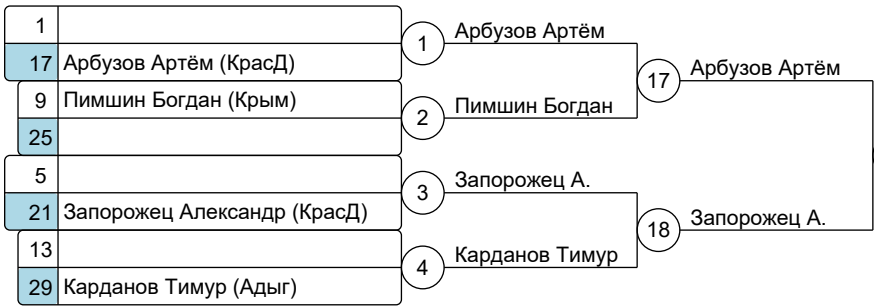 1
17 Арбузов Артём (КрасД)
9 Пимшин Богдан (Крым)
25
5
21 Запорожец Александр (КрасД)
13
29 Карданов Тимур (Адыг)
1 Арбузов Артём
2 Пимшин Богдан
3 Запорожец А.
4 Карданов Тимур
17 Арбузов Артём
18 Запорожец А.